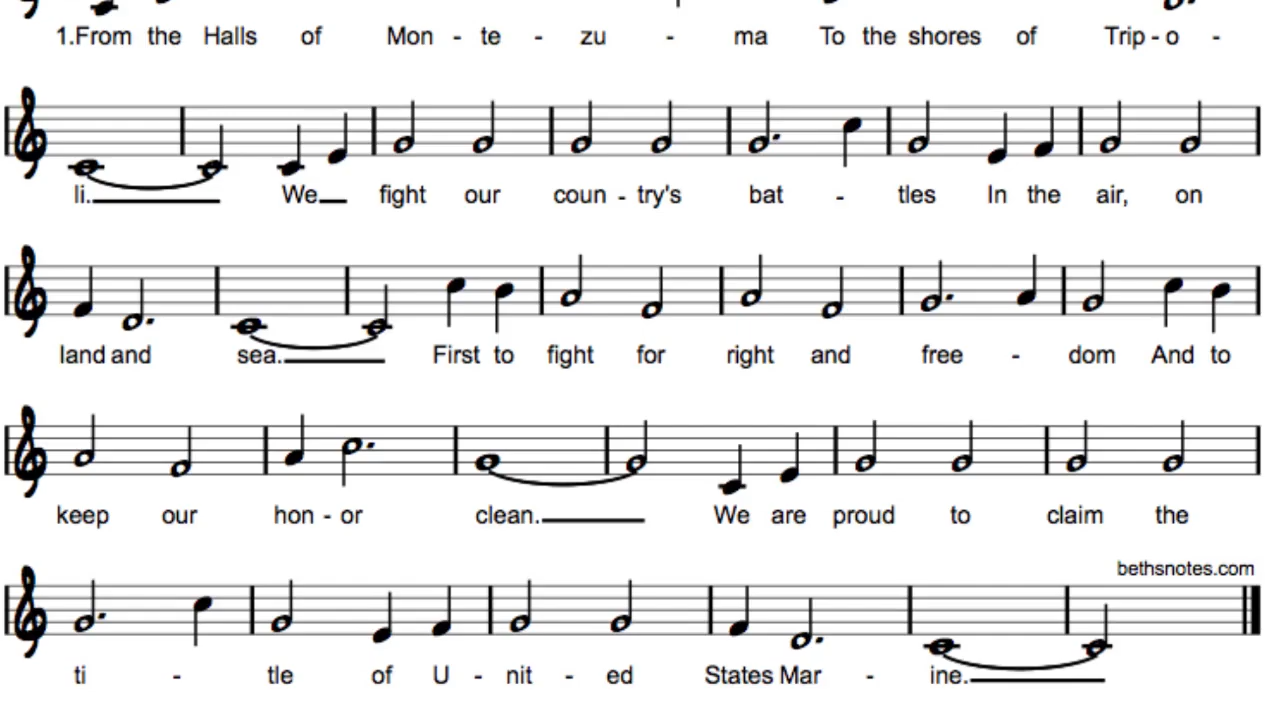 1.From the Halls of Mon - te - zu - ma To the shores of Trip - o -
li. We fight our coun - try's bat - tles In the air, on
land and sea. First to fight for right and free - dom And to
keep our hon - or clean. We are proud to claim the
bethsnotes.com
ti - tle of U - nit - ed States Mar - ine.